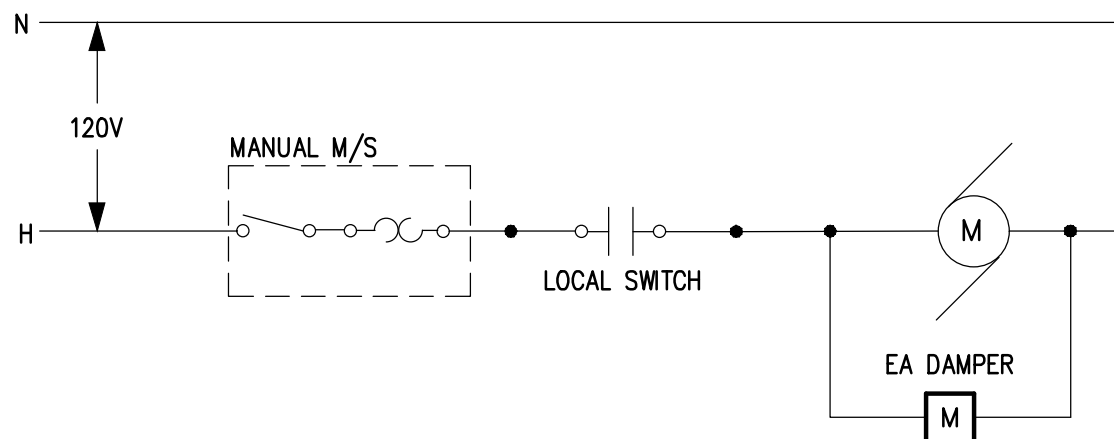 N
120V
MANUAL M/S
H
M
LOCAL SWITCH
EA DAMPER
M